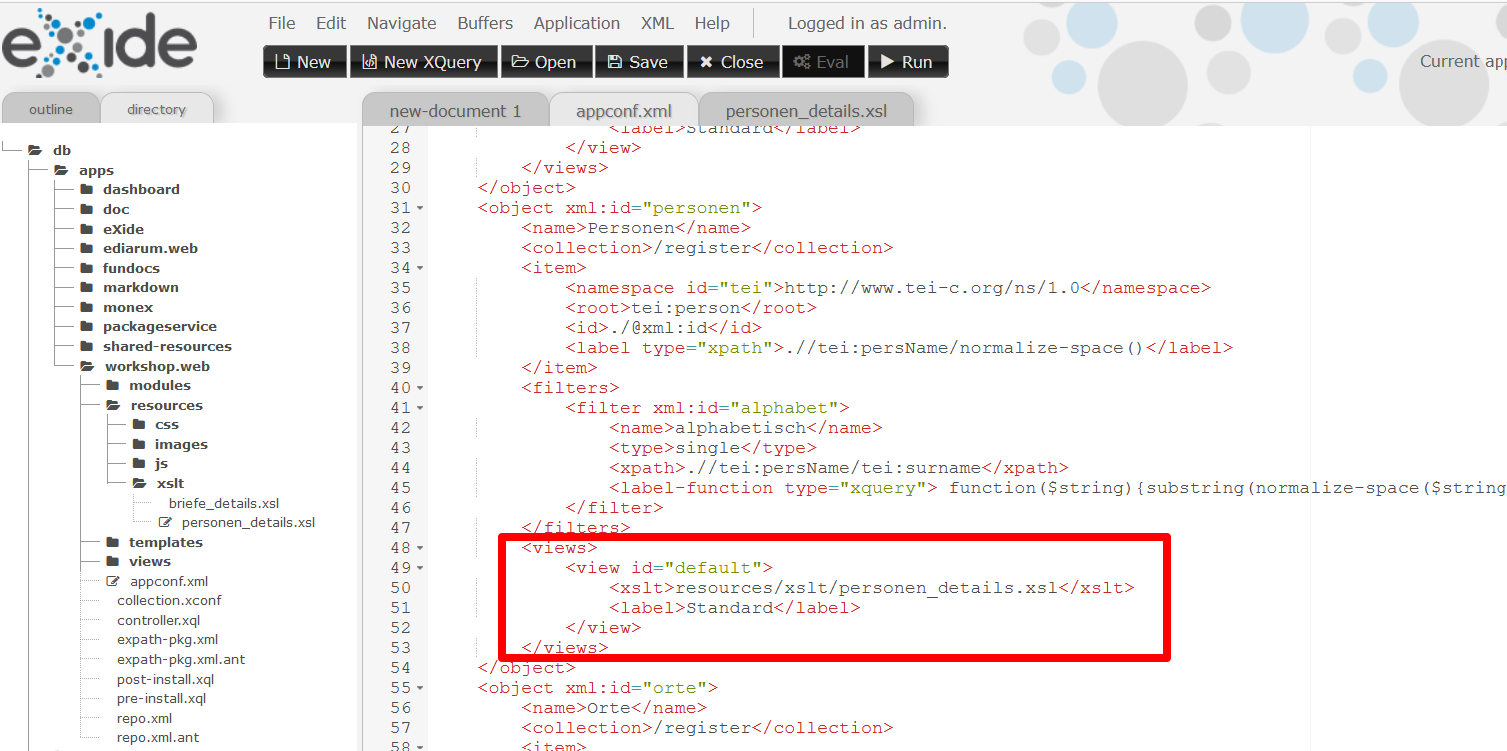 eXide
File Edit Navigate Buffers Application XML Help Logged in as admin.
New New XQuery Open Save Close Eval Run
Current app
outline directory
new-document 1 appconf.xml personen_details.xsl
db
apps
dashboard
doc
eXide
ediarum.web
fundocs
markdown
monex
packageservice
shared-resources
workshop.web
modules
resources
css
images
js
xslt
briefe_details.xsl
personen_details.xsl
templates
views
appconf.xml
collection.xconf
controller.xql
expath-pkg.xml
expath-pkg.xml.ant
post-install.xql
pre-install.xql
repo.xml
repo.xml.ant
27 <label>Standard</label>
28 </view>
29 </views>
30 </object>
31 <object xml:id="personen">
32 <name>Personen</name>
33 <collection>/register</collection>
34 <item>
35 <namespace id="tei">http://www.tei-c.org/ns/1.0</namespace>
36 <root>tei:person</root>
37 <id>./@xml:id</id>
38 <label type="xpath">.//tei:persName/normalize-space()</label>
39 </item>
40 <filters>
41 <filter xml:id="alphabet">
42 <name>alphabetisch</name>
43 <type>single</type>
44 <xpath>.//tei:persName/tei:surname</xpath>
45 <label-function type="xquery"> function($string){substring(normalize-space($string
46 </filter>
47 </filters>
48 <views>
49 <view id="default">
50 <xslt>resources/xslt/personen_details.xsl</xslt>
51 <label>Standard</label>
52 </view>
53 </views>
54 </object>
55 <object xml:id="orte">
56 <name>Orte</name>
57 <collection>/register</collection>
58 <item>